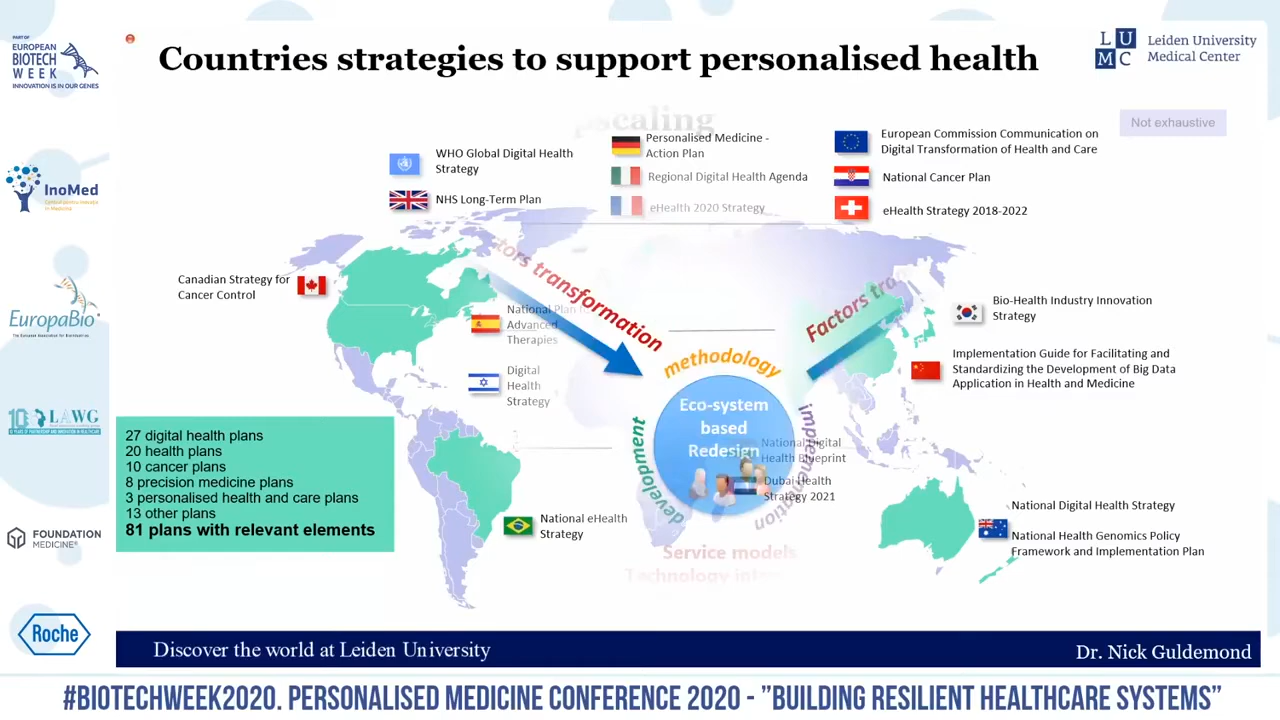 PART OF
EUROPEAN
BIOTECH
WEEK
INNOVATION IS IN OUR GENES
Countries strategies to support personalised health
L U
M C
Leiden University
Medical Center
Not exhaustive
scaling
WHO Global Digital Health
Strategy
NHS Long-Term Plan
Personalised Medicine -
Action Plan
Regional Digital Health Agenda
eHealth 2020 Strategy
European Commission Communication on
Digital Transformation of Health and Care
National Cancer Plan
eHealth Strategy 2018-2022
InoMed
EuropaBio
LAWG
FOUNDATION
MEDICINE®
Roche
Canadian Strategy for
Cancer Control
National Plan
Advanced
Therapies
Digital
Health
Strategy
tors transformation
Factors tra
methodology
development
implementation
Eco-system
based
Redesign
National Digital
Health Blueprint
Dubai Health
Strategy 2021
Service models
Technology
Bio-Health Industry Innovation
Strategy
Implementation Guide for Facilitating and
Standardizing the Development of Big Data
Application in Health and Medicine
27 digital health plans
20 health plans
10 cancer plans
8 precision medicine plans
3 personalised health and care plans
13 other plans
81 plans with relevant elements
National eHealth
Strategy
National Digital Health Strategy
National Health Genomics Policy
Framework and Implementation Plan
Discover the world at Leiden University
Dr. Nick Guldemond
#BIOTECHWEEK2020. PERSONALISED MEDICINE CONFERENCE 2020 - "BUILDING RESILIENT HEALTHCARE SYSTEMS"